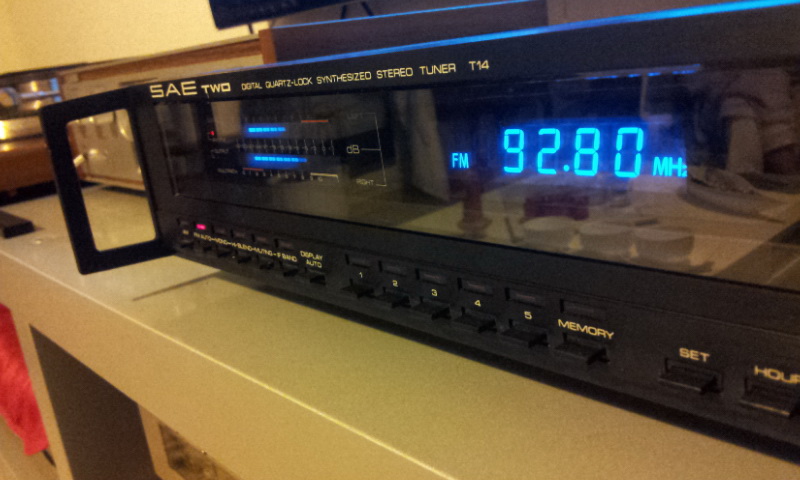 SAE TWO DIGITAL QUARTZ-LOCK SYNTHESIZED STEREO TUNER T14
dB
RIGHT
FM 92.80 MHz
DISPLAY
AUTO
1 2 3 4 5 MEMORY SET HOUR